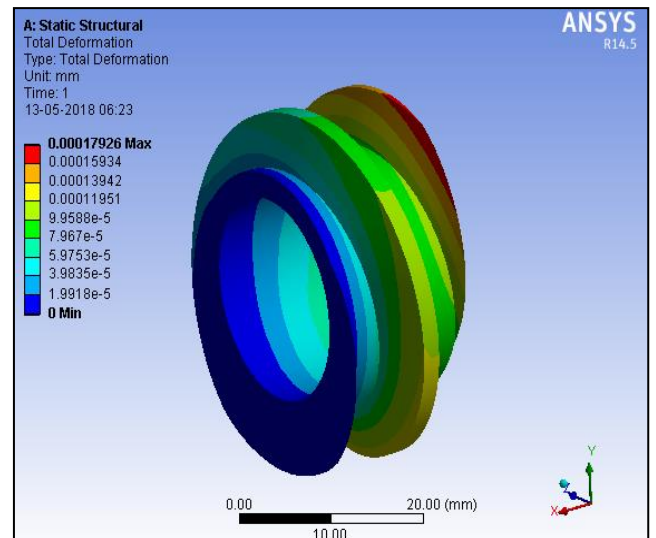 A: Static Structural
Total Deformation
Type: Total Deformation
Unit: mm
Time: 1
13-05-2018 06:23
ANSYS
R14.5
0.00017926 Max
0.00015934
0.00013942
0.00011951
9.9588e-5
7.967e-5
5.9753e-5
3.9835e-5
1.9918e-5
0 Min
0.00
20.00 (mm)
10.00
Y
Z
X